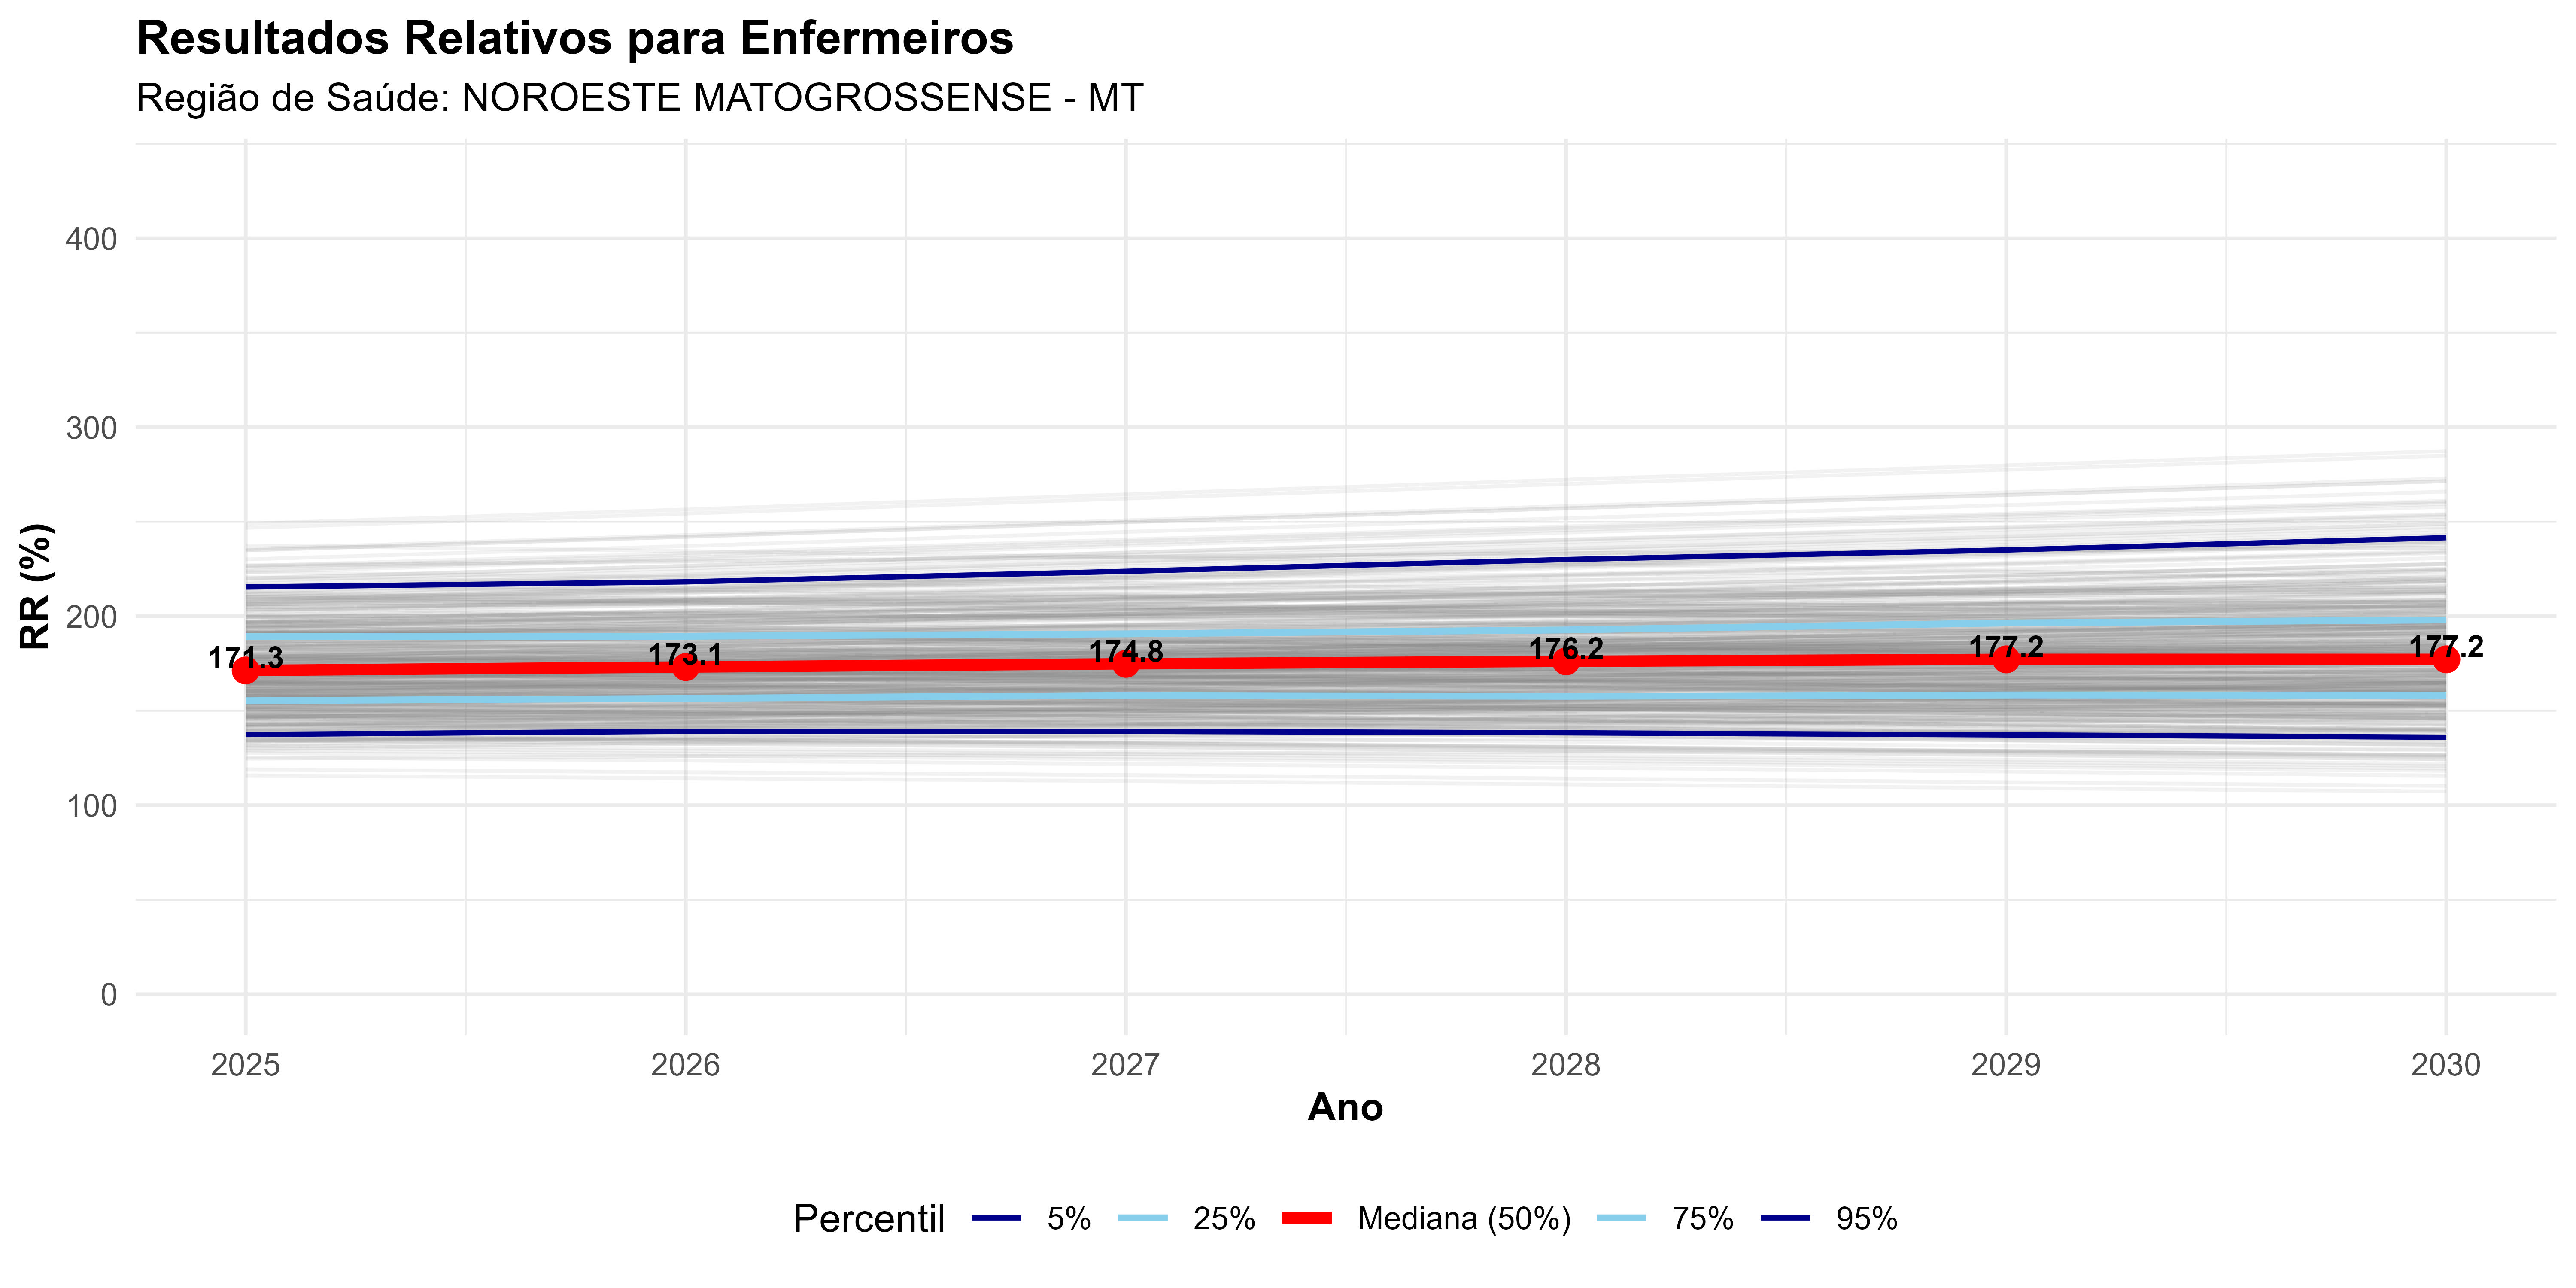 Resultados Relativos para Enfermeiros
Região de Saúde: NOROESTE MATOGROSSENSE - MT
RR (%)
400
300
200
100
0
171.3 173.1 174.8 176.2 177.2 177.2
2025 2026 2027 2028 2029 2030
Ano
Percentil 5% 25% Mediana (50%) 75% 95%